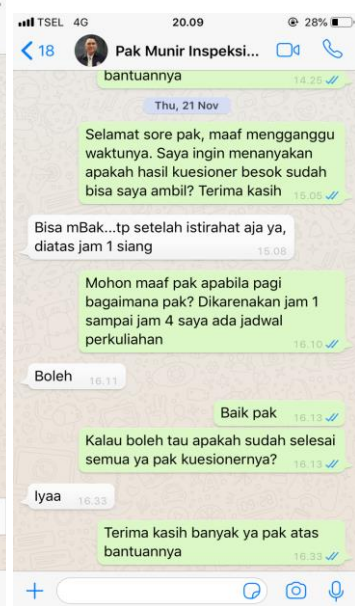 TSEL 4G 20.09 28%
18 Pak Munir Inspeksi...
bantuannya
14.25
Thu, 21 Nov
Selamat sore pak, maaf mengganggu
waktunya. Saya ingin menanyakan
apakah hasil kuesioner besok sudah
bisa saya ambil? Terima kasih
15.05
Bisa mBak...tp setelah istirahat aja ya,
diatas jam 1 siang
15.08
Mohon maaf pak apabila pagi
bagaimana pak? Dikarenakan jam 1
sampai jam 4 saya ada jadwal
perkuliahan
16.10
Boleh 16.11
Baik pak 16.13
Kalau boleh tau apakah sudah selesai
semua ya pak kuesionernya? 16.13
Iyaa 16.33
Terima kasih banyak ya pak atas
bantuannya 16.33